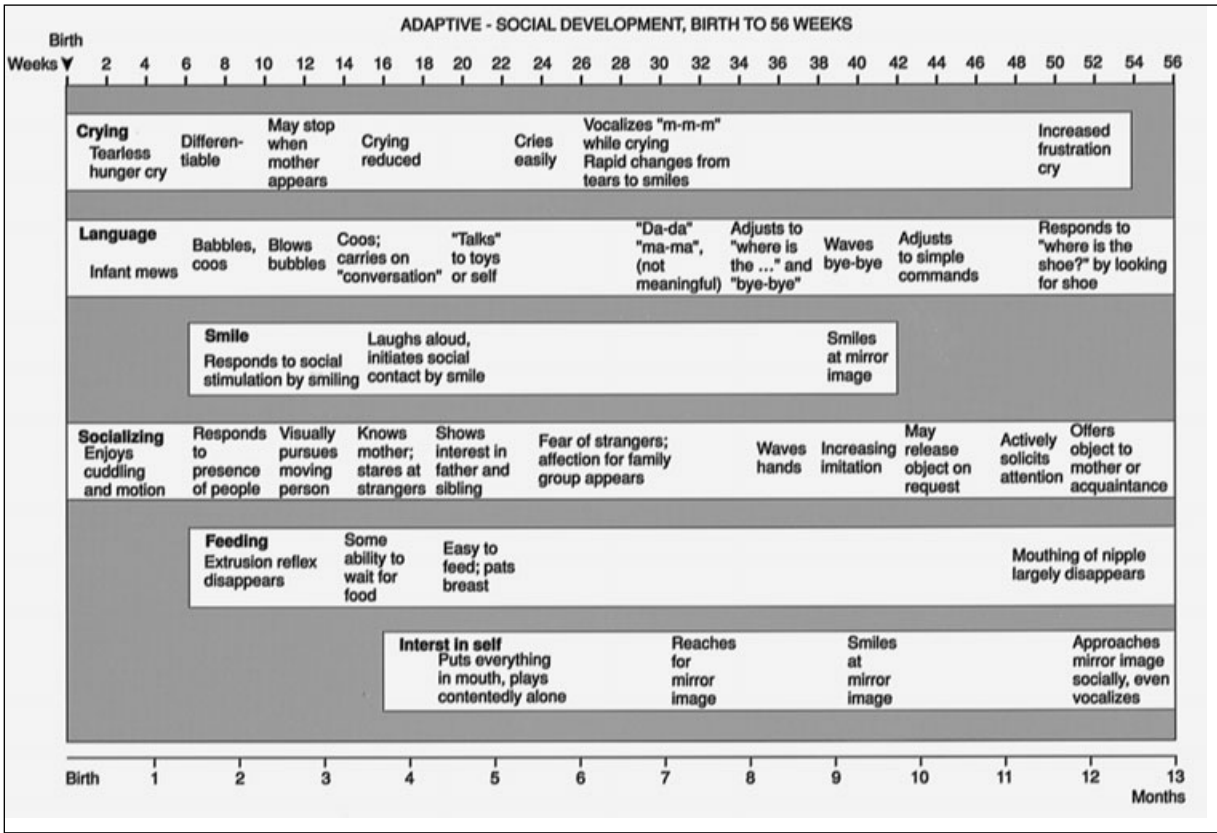 ADAPTIVE - SOCIAL DEVELOPMENT, BIRTH TO 56 WEEKS
Birth
Weeks 2 4 6 8 10 12 14 16 18 20 22 24 26 28 30 32 34 36 38 40 42 44 46 48 50 52 54 56
Crying
Tearless
hunger cry
Differen-
tiable
May stop
when
mother
appears
Crying
reduced
Cries
easily
Vocalizes "m-m-m"
while crying
Rapid changes from
tears to smiles
Increased
frustration
cry
Language
Infant mews
Babbles,
coos
Blows
bubbles
Coos;
carries on
"conversation"
"Talks"
to toys
or self
"Da-da"
"ma-ma",
(not
meaningful)
Adjusts to
"where is
the ..." and
"bye-bye"
Waves
bye-bye
Adjusts
to simple
commands
Responds to
"where is the
shoe?" by looking
for shoe
Smile
Responds to social
stimulation by smiling
Laughs aloud,
initiates social
contact by smile
Smiles
at mirror
image
Socializing
Enjoys
cuddling
and motion
Responds
to
presence
of people
Visually
pursues
moving
person
Knows
mother;
stares at
strangers
Shows
interest in
father and
sibling
Fear of strangers;
affection for family
group appears
Waves
hands
Increasing
imitation
May
release
object on
request
Actively
solicits
attention
Offers
object to
mother or
acquaintance
Feeding
Extrusion reflex
disappears
Some
ability to
wait for
food
Easy to
feed; pats
breast
Mouthing of nipple
largely disappears
Interst in self
Puts everything
in mouth, plays
contentedly alone
Reaches
for
mirror
image
Smiles
at
mirror
image
Approaches
mirror image
socially, even
vocalizes
Birth 1 2 3 4 5 6 7 8 9 10 11 12 13
Months